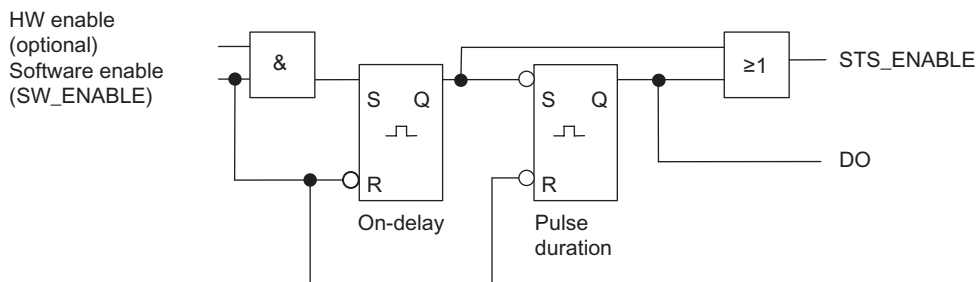 HW enable
(optional)
Software enable
(SW_ENABLE)
&
≥1
STS_ENABLE
S Q
R
On-delay
S Q
R
Pulse
duration
DO